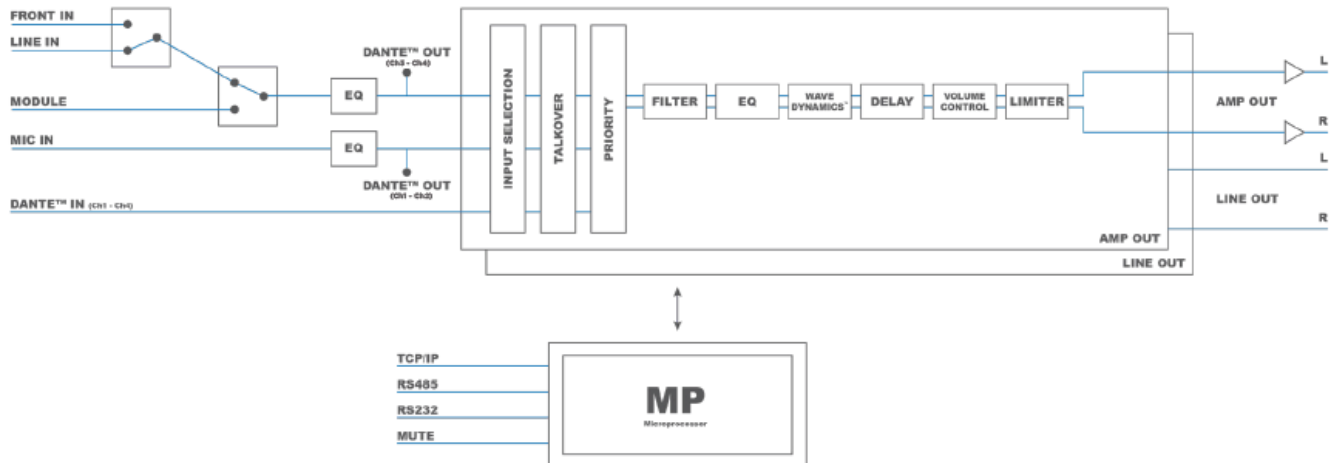 FRONT IN
LINE IN
MODULE
MIC IN
DANTE™ IN (Ch1 - Ch4)
EQ
EQ
DANTE™ OUT
(Ch3 - Ch4)
DANTE™ OUT
(Ch1 - Ch2)
INPUT SELECTION
TALKOVER
PRIORITY
FILTER
EQ
WAVE
DYNAMICS™
DELAY
VOLUME
CONTROL
LIMITER
L
AMP OUT
R
L
LINE OUT
R
AMP OUT
LINE OUT
TCP/IP
RS485
RS232
MUTE
MP
Microprocessor